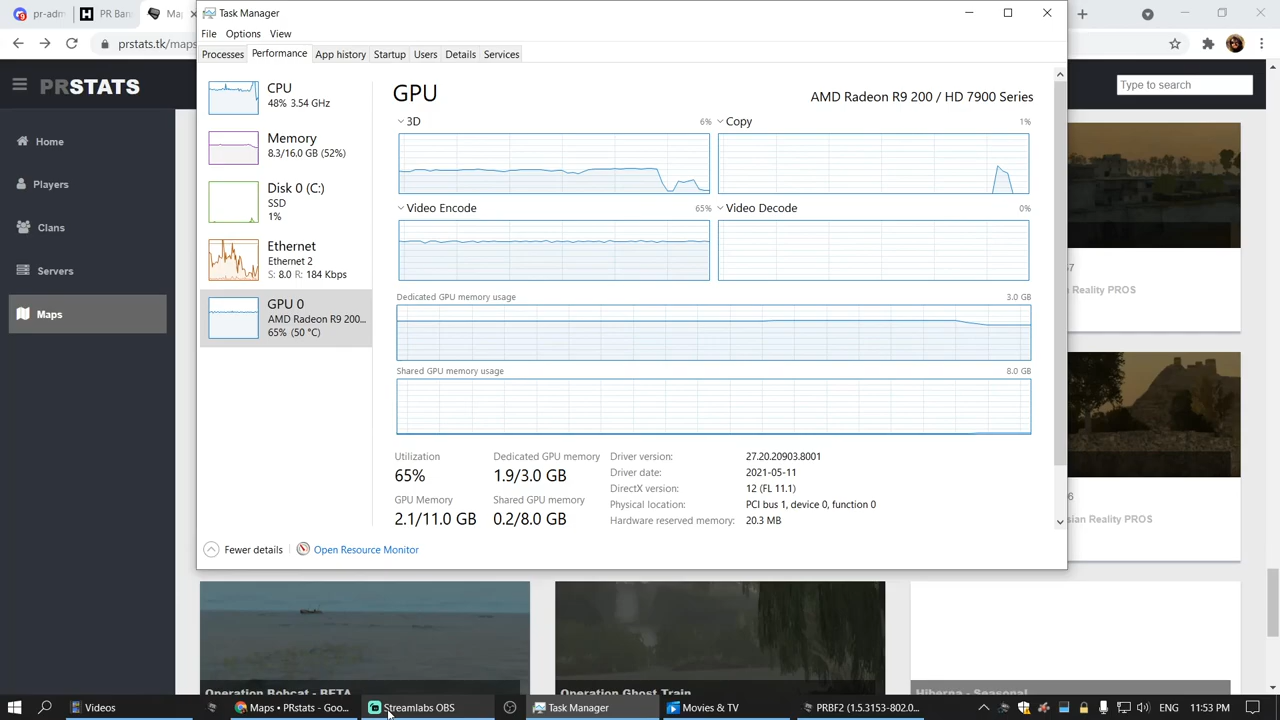 pr-adm
PR Ban
Ma
Task Manager
prstats.tk/maps
File Options View
Processes Performance App history Startup Users Details Services
PRSTATS
Type to search
Home
Players
Clans
Servers
Maps
CPU
48% 3.54 GHz
Memory
8.3/16.0 GB (52%)
Disk 0 (C:)
SSD
1%
Ethernet
Ethernet 2
S: 8.0 R: 184 Kbps
GPU 0
AMD Radeon R9 200...
65% (50 °C)
GPU
AMD Radeon R9 200 / HD 7900 Series
3D 6% Copy 1%
Video Encode 65% Video Decode 0%
Dedicated GPU memory usage 3.0 GB
Shared GPU memory usage 8.0 GB
Utilization
65%
Dedicated GPU memory
1.9/3.0 GB
GPU Memory
2.1/11.0 GB
Shared GPU memory
0.2/8.0 GB
Driver version: 27.20.20903.8001
Driver date: 2021-05-11
DirectX version: 12 (FL 11.1)
Physical location: PCI bus 1, device 0, function 0
Hardware reserved memory: 20.3 MB
Fewer details Open Resource Monitor
7
n Reality PROS
6
sian Reality PROS
Operation Bobcat - BETA
Operation Ghost Train
Hiberna - Seasonal
Videos
Maps • PRstats - Goo...
Streamlabs OBS
Task Manager
Movies & TV
PRBF2 (1.5.3153-802...
ENG 11:53 PM